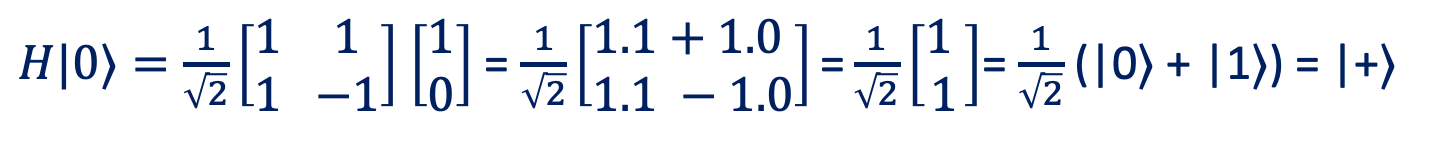 H|0⟩ = 1/√2 [1 1; 1 −1] [1; 0] = 1/√2 [1.1 + 1.0; 1.1 − 1.0] = 1/√2 [1; 1] = 1/√2 (|0⟩ + |1⟩) = |+⟩